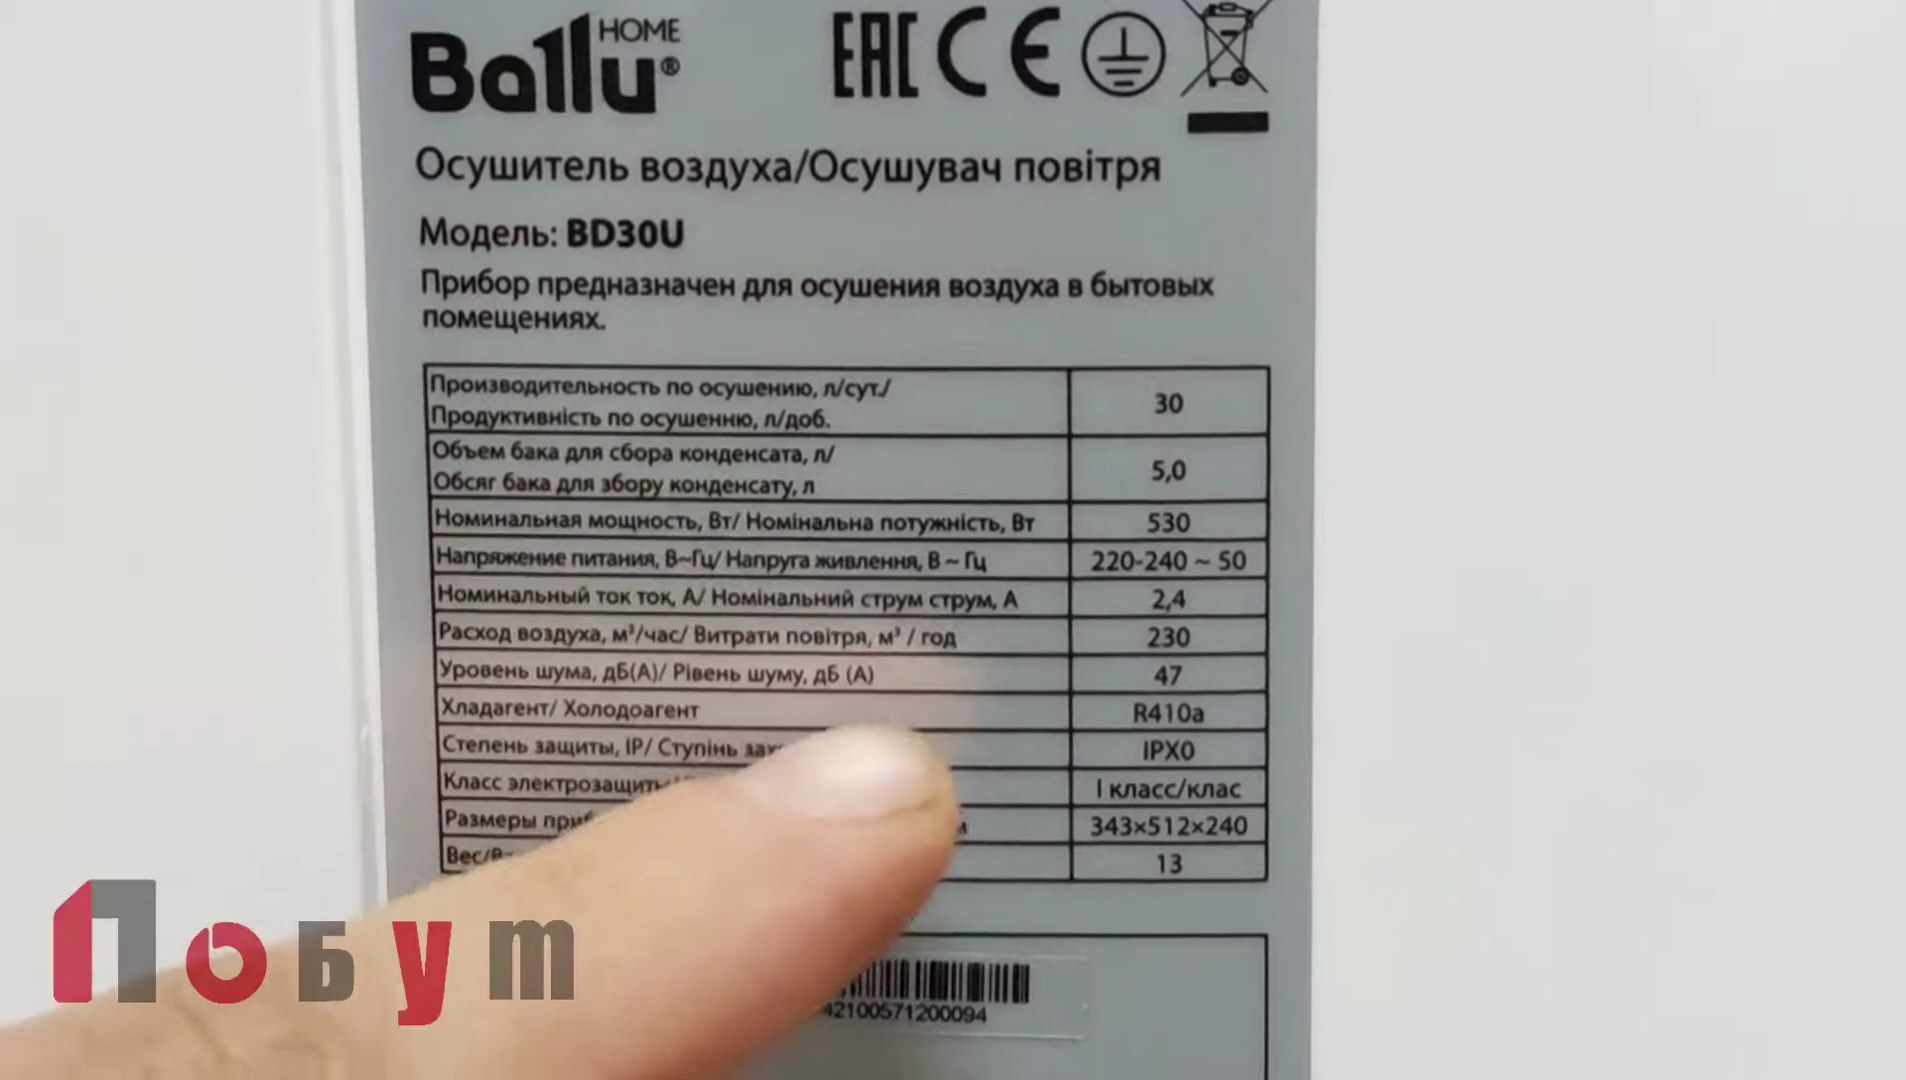 Ballu® HOME EAC CE
Осушитель воздуха/Осушувач повітря
Модель: BD30U
Прибор предназначен для осушения воздуха в бытовых
помещениях.
Производительность по осушению, л/сут./
Продуктивність по осушенню, л/доб.
30
Объем бака для сбора конденсата, л/
Обсяг бака для збору конденсату, л
5,0
Номинальная мощность, Вт/ Номінальна потужність, Вт 530
Напряжение питания, В~Гц/ Напруга живлення, В ~ Гц 220-240 ~ 50
Номинальный ток ток, А/ Номінальний струм струм, А 2,4
Расход воздуха, м³/час/ Витрати повітря, м³ / год 230
Уровень шума, дБ(А)/ Рівень шуму, дБ (А) 47
Хладагент/ Холодоагент R410a
Степень защиты, IP/ Ступінь IPX0
Класс электрозащиты I класс/клас
Размеры 343×512×240
Вес/ 13
42100571200094
Побут